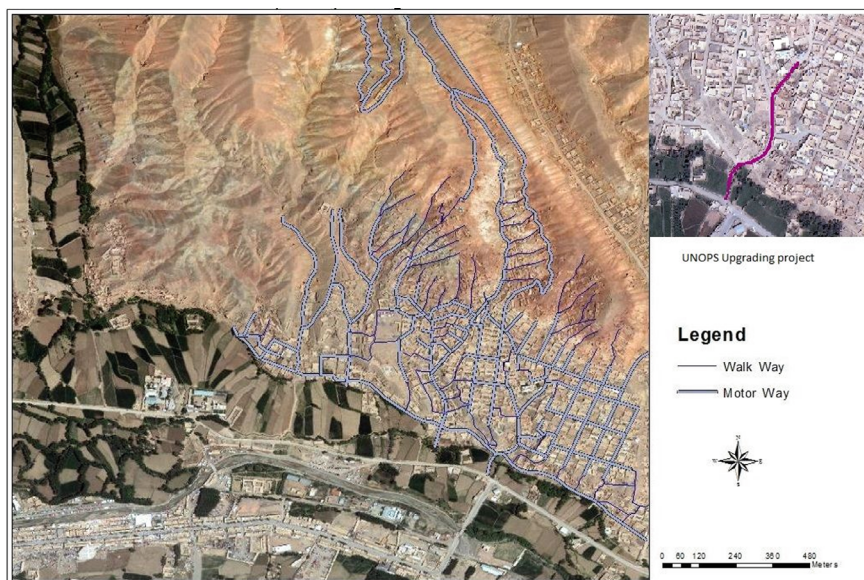 UNOPS Upgrading project
Legend
Walk Way
Motor Way
N
W E
S
0 60 120 240 360 480
Meters